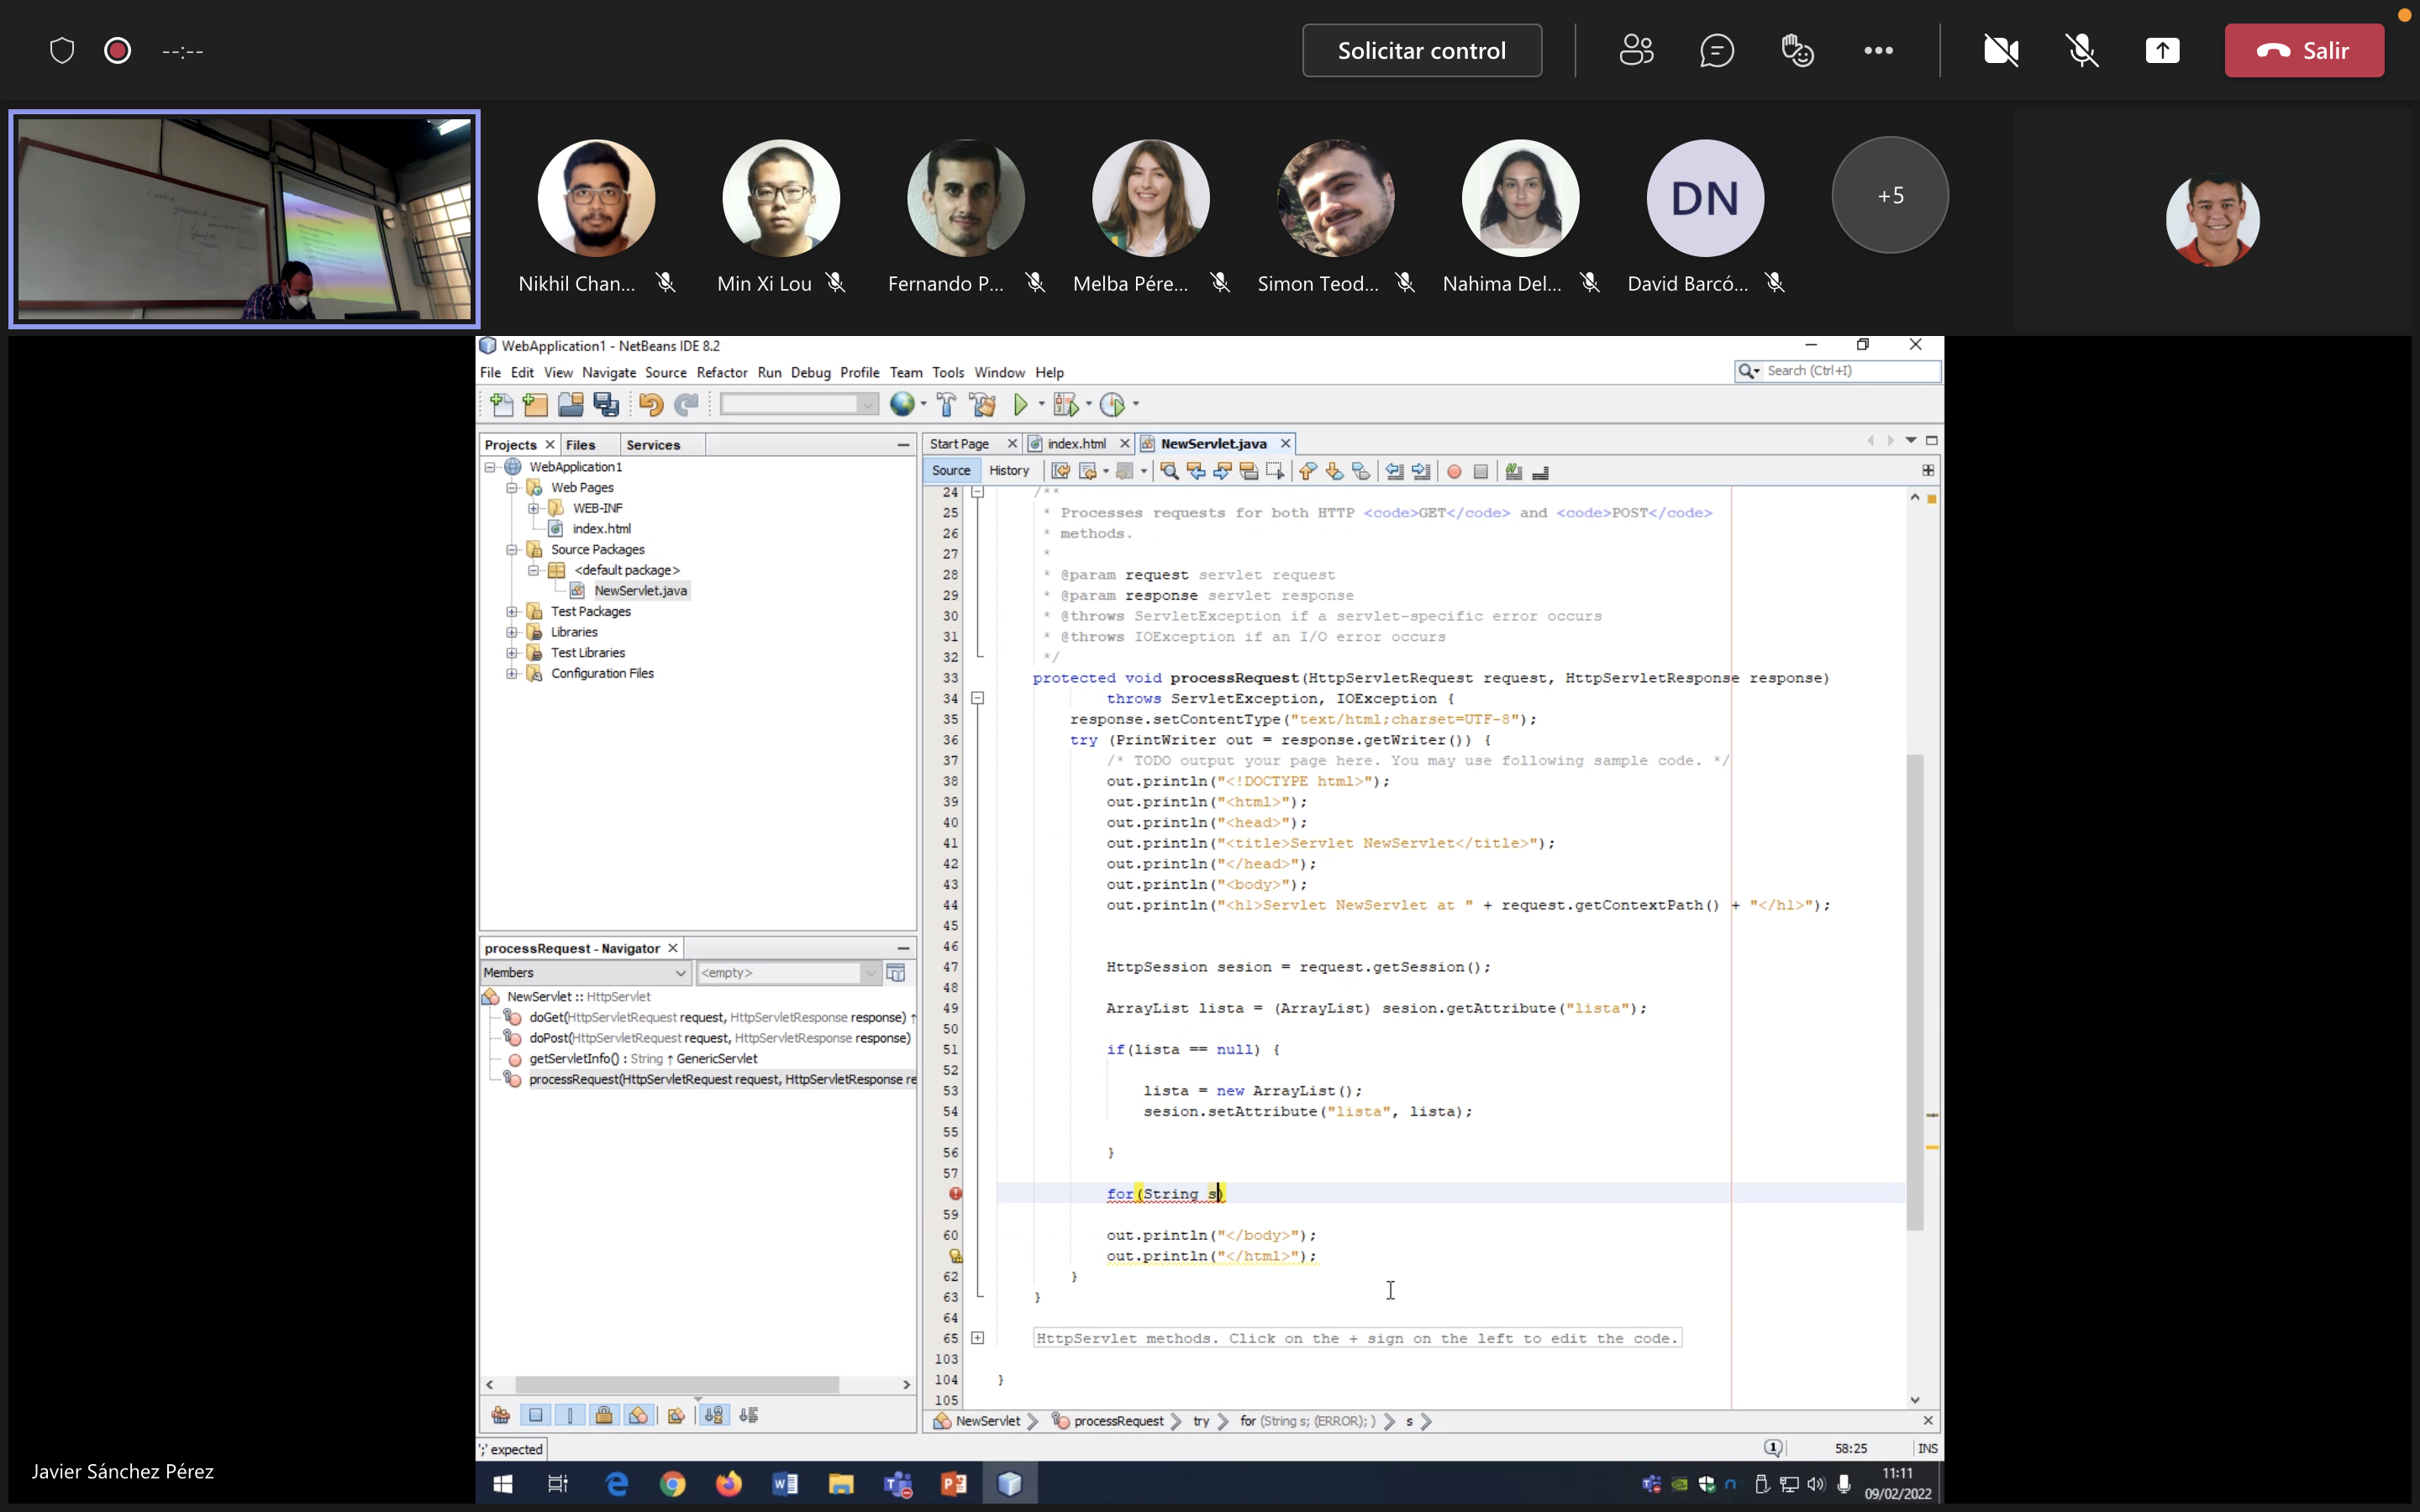 --:--
Solicitar control
Salir
Nikhil Chan...
Min Xi Lou
Fernando P...
Melba Pére...
Simon Teod...
Nahima Del...
DN
David Barcó...
+5
WebApplication1 - NetBeans IDE 8.2
File Edit View Navigate Source Refactor Run Debug Profile Team Tools Window Help
Search (Ctrl+I)
Projects Files Services
WebApplication1
Web Pages
WEB-INF
index.html
Source Packages
<default package>
NewServlet.java
Test Packages
Libraries
Test Libraries
Configuration Files
processRequest - Navigator
Members <empty>
NewServlet :: HttpServlet
doGet(HttpServletRequest request, HttpServletResponse response) ↑
doPost(HttpServletRequest request, HttpServletResponse response)
getServletInfo() : String ↑ GenericServlet
processRequest(HttpServletRequest request, HttpServletResponse re
Start Page index.html NewServlet.java
Source History
24 /**
25 * Processes requests for both HTTP <code>GET</code> and <code>POST</code>
26 * methods.
27 *
28 * @param request servlet request
29 * @param response servlet response
30 * @throws ServletException if a servlet-specific error occurs
31 * @throws IOException if an I/O error occurs
32 */
33 protected void processRequest(HttpServletRequest request, HttpServletResponse response)
34 throws ServletException, IOException {
35 response.setContentType("text/html;charset=UTF-8");
36 try (PrintWriter out = response.getWriter()) {
37 /* TODO output your page here. You may use following sample code. */
38 out.println("<!DOCTYPE html>");
39 out.println("<html>");
40 out.println("<head>");
41 out.println("<title>Servlet NewServlet</title>");
42 out.println("</head>");
43 out.println("<body>");
44 out.println("<h1>Servlet NewServlet at " + request.getContextPath() + "</h1>");
45
46
47 HttpSession sesion = request.getSession();
48
49 ArrayList lista = (ArrayList) sesion.getAttribute("lista");
50
51 if(lista == null) {
52
53 lista = new ArrayList();
54 sesion.setAttribute("lista", lista);
55
56 }
57
for(String s)
59
60 out.println("</body>");
out.println("</html>");
62 }
63 }
64
65 HttpServlet methods. Click on the + sign on the left to edit the code.
103
104 }
105
NewServlet processRequest try for (String s; (ERROR); ) s
';' expected
1 58:25 INS
Javier Sánchez Pérez
11:11
09/02/2022